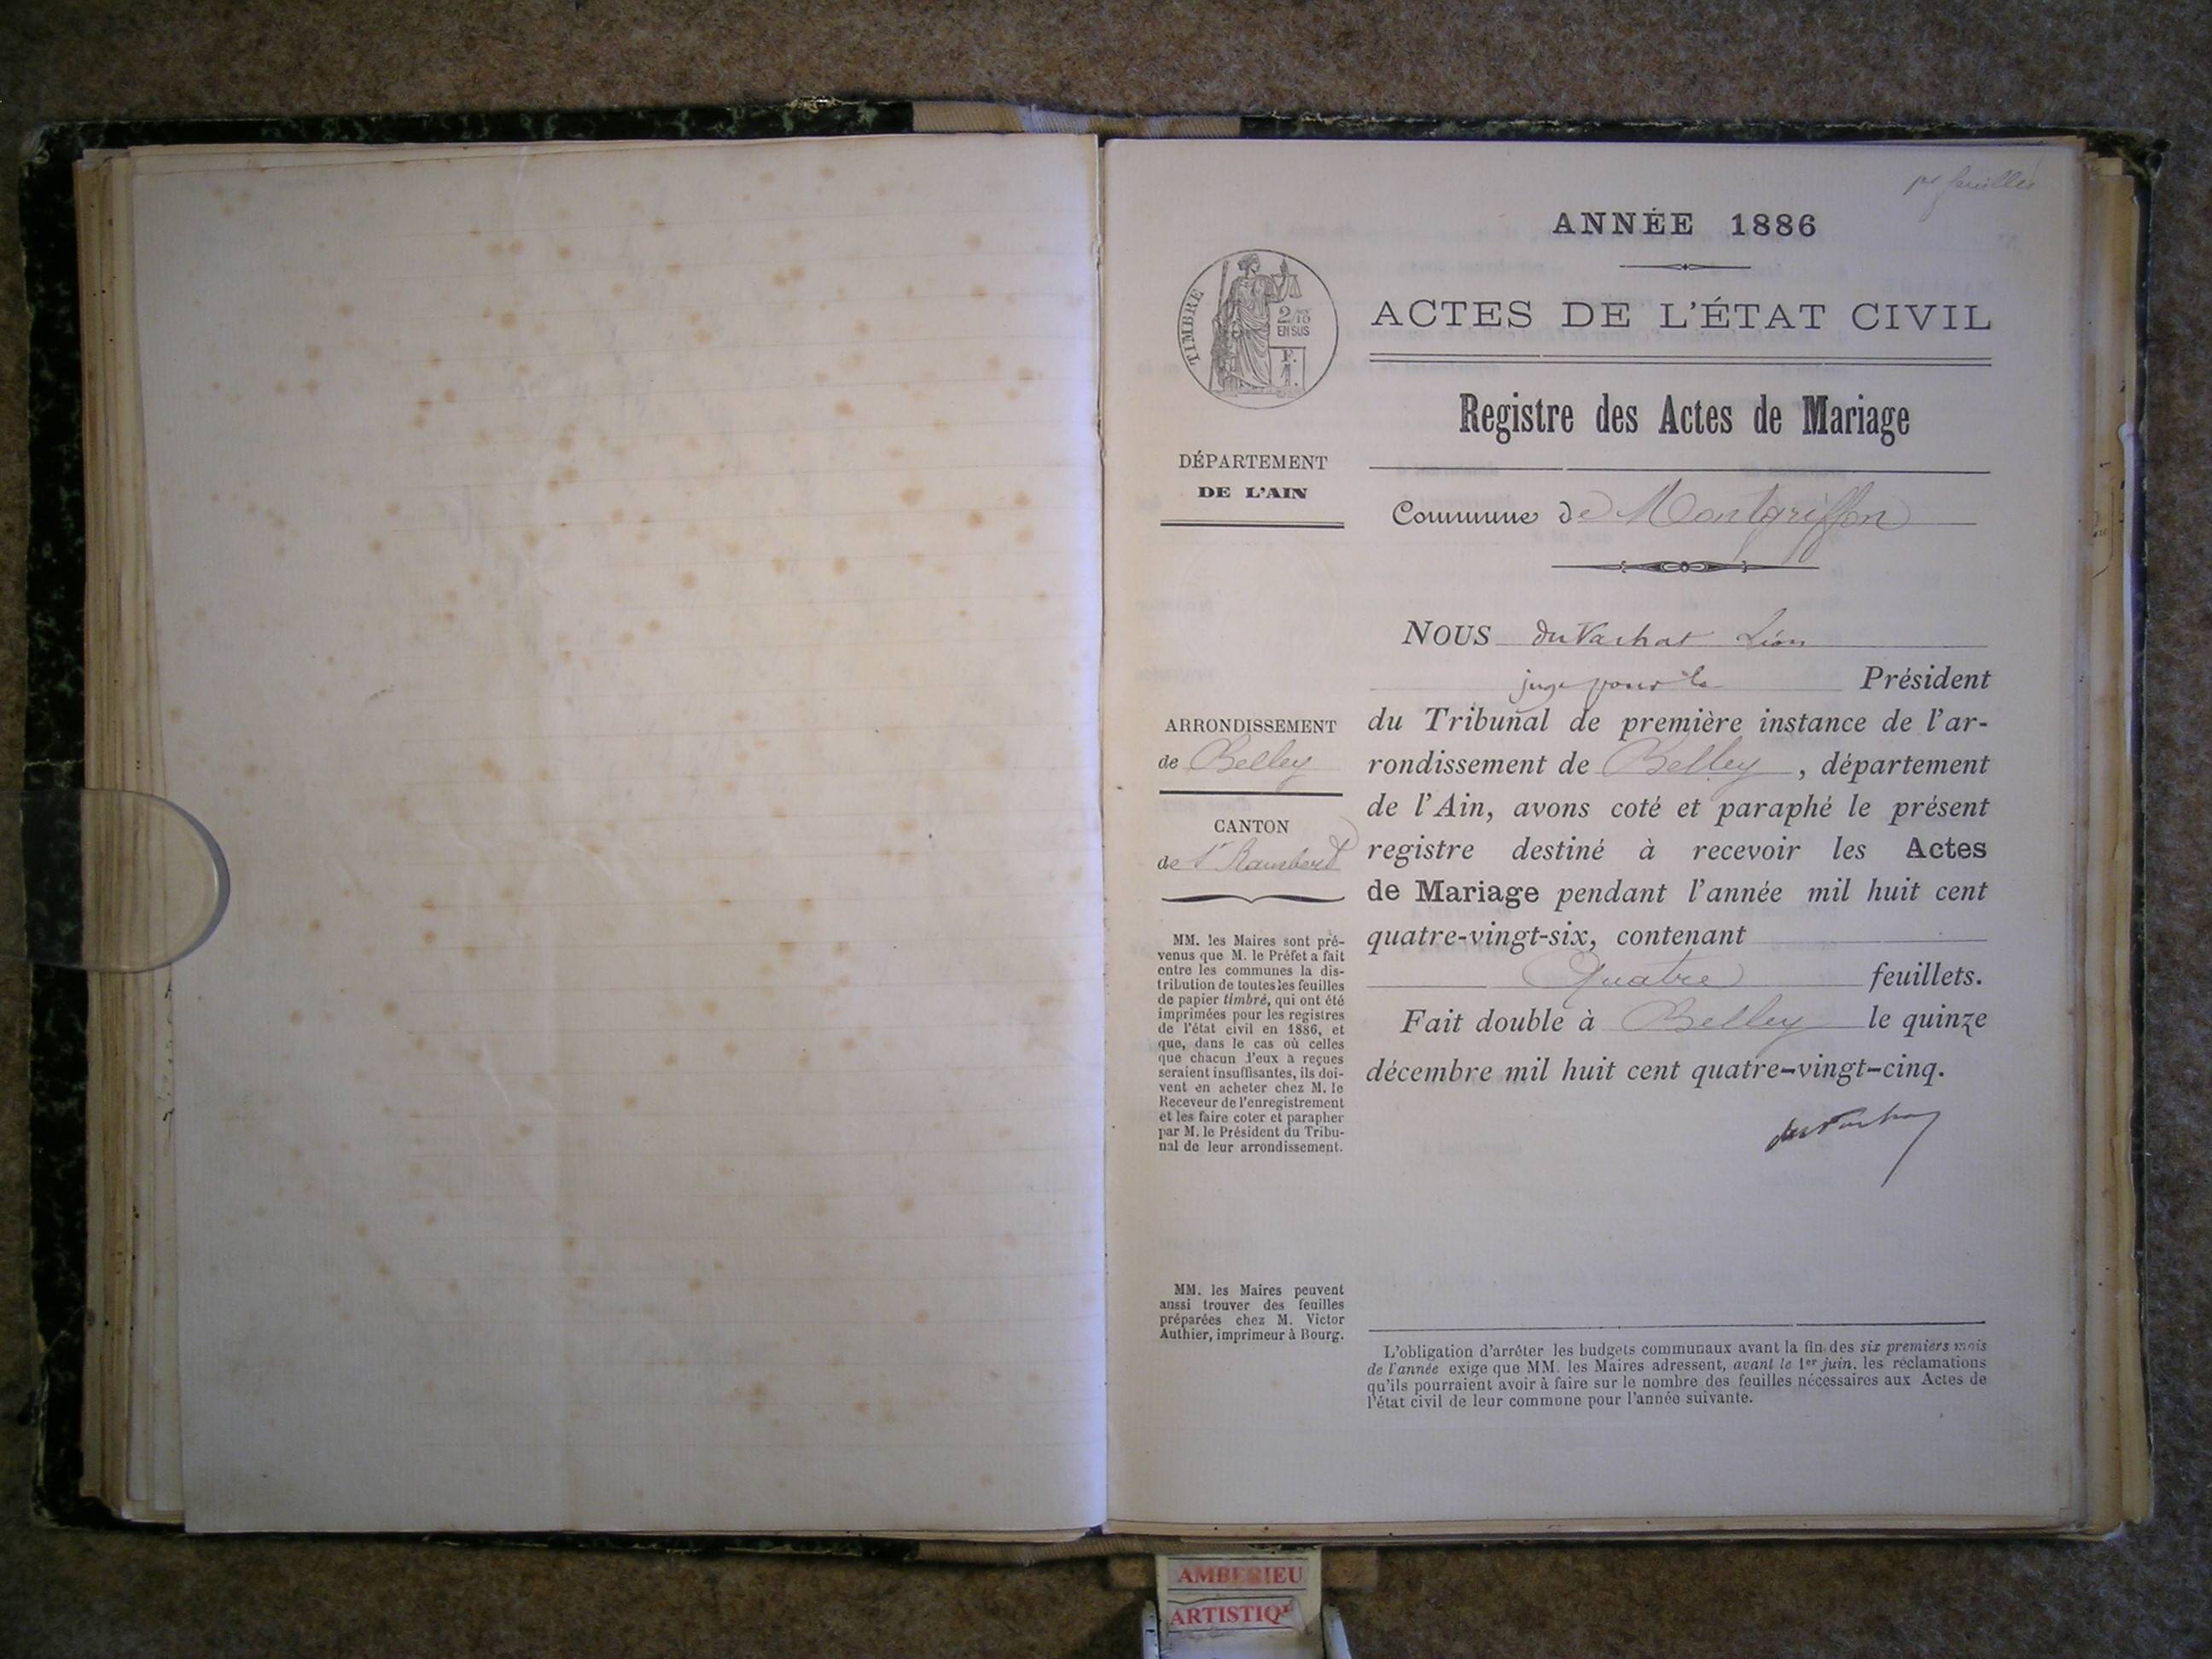 ANNÉE 1886
TIMBRE
2/10
EN SUS
ACTES DE L'ÉTAT CIVIL
Registre des Actes de Mariage
DÉPARTEMENT
DE L'AIN
Commune de Montgriffon
ARRONDISSEMENT
de Belley
CANTON
de St Rambert
MM. les Maires sont pré-
venus que M. le Préfet a fait
entre les communes la dis-
tribution de toutes les feuilles
de papier timbré, qui ont été
imprimées pour les registres
de l'état civil en 1886, et
que, dans le cas où celles
que chacun d'eux a reçues
seraient insuffisantes, ils doi-
vent en acheter chez M. le
Receveur de l'enregistrement
et les faire coter et parapher
par M. le Président du Tribu-
nal de leur arrondissement.
MM. les Maires peuvent
aussi trouver des feuilles
préparées chez M. Victor
Authier, imprimeur à Bourg.
NOUS du Vachat Léon
juge pour le Président
du Tribunal de première instance de l'ar-
rondissement de Belley, département
de l'Ain, avons coté et paraphé le présent
registre destiné à recevoir les Actes
de Mariage pendant l'année mil huit cent
quatre-vingt-six, contenant
Quatre feuillets.
Fait double à Belley le quinze
décembre mil huit cent quatre-vingt-cinq.
L'obligation d'arrêter les budgets communaux avant la fin des six premiers mois
de l'année exige que MM. les Maires adressent, avant le 1er juin, les réclamations
qu'ils pourraient avoir à faire sur le nombre des feuilles nécessaires aux Actes de
l'état civil de leur commune pour l'année suivante.
AMBERIEU
ARTISTIQ